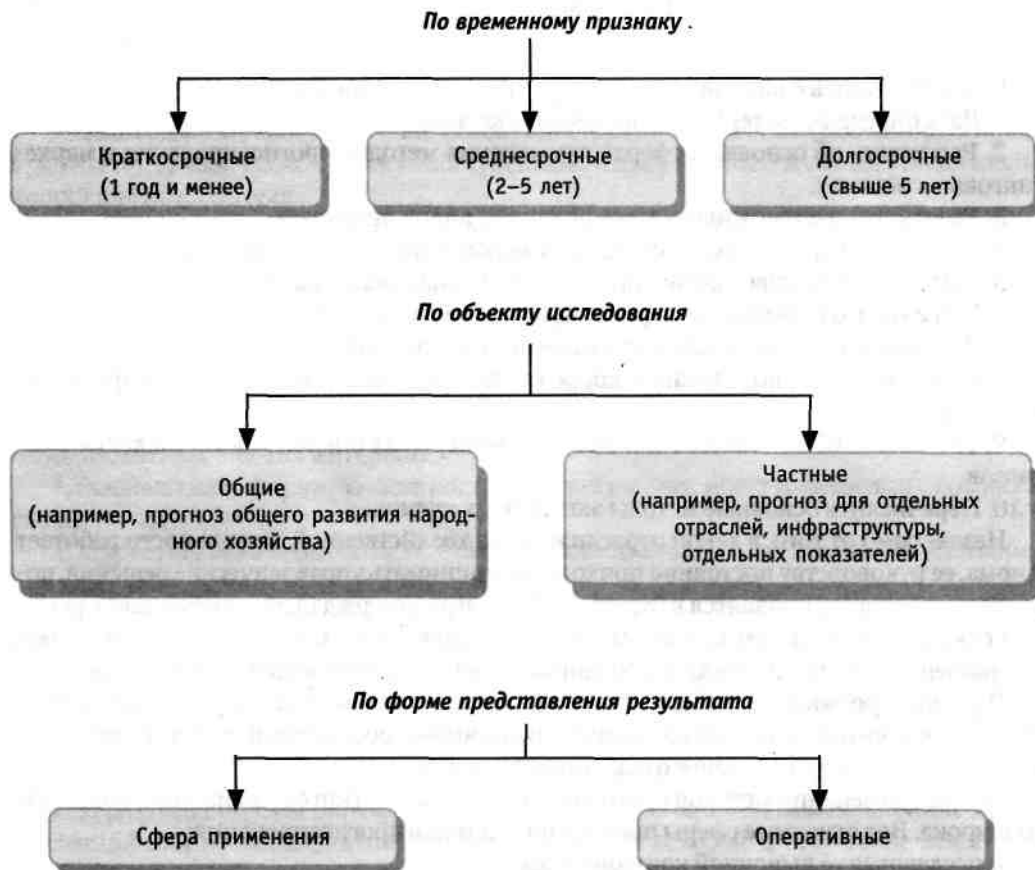 По временному признаку
Краткосрочные
(1 год и менее)
Среднесрочные
(2–5 лет)
Долгосрочные
(свыше 5 лет)
По объекту исследования
Общие
(например, прогноз общего развития народ-
ного хозяйства)
Частные
(например, прогноз для отдельных
отраслей, инфраструктуры,
отдельных показателей)
По форме представления результата
Сфера применения
Оперативные